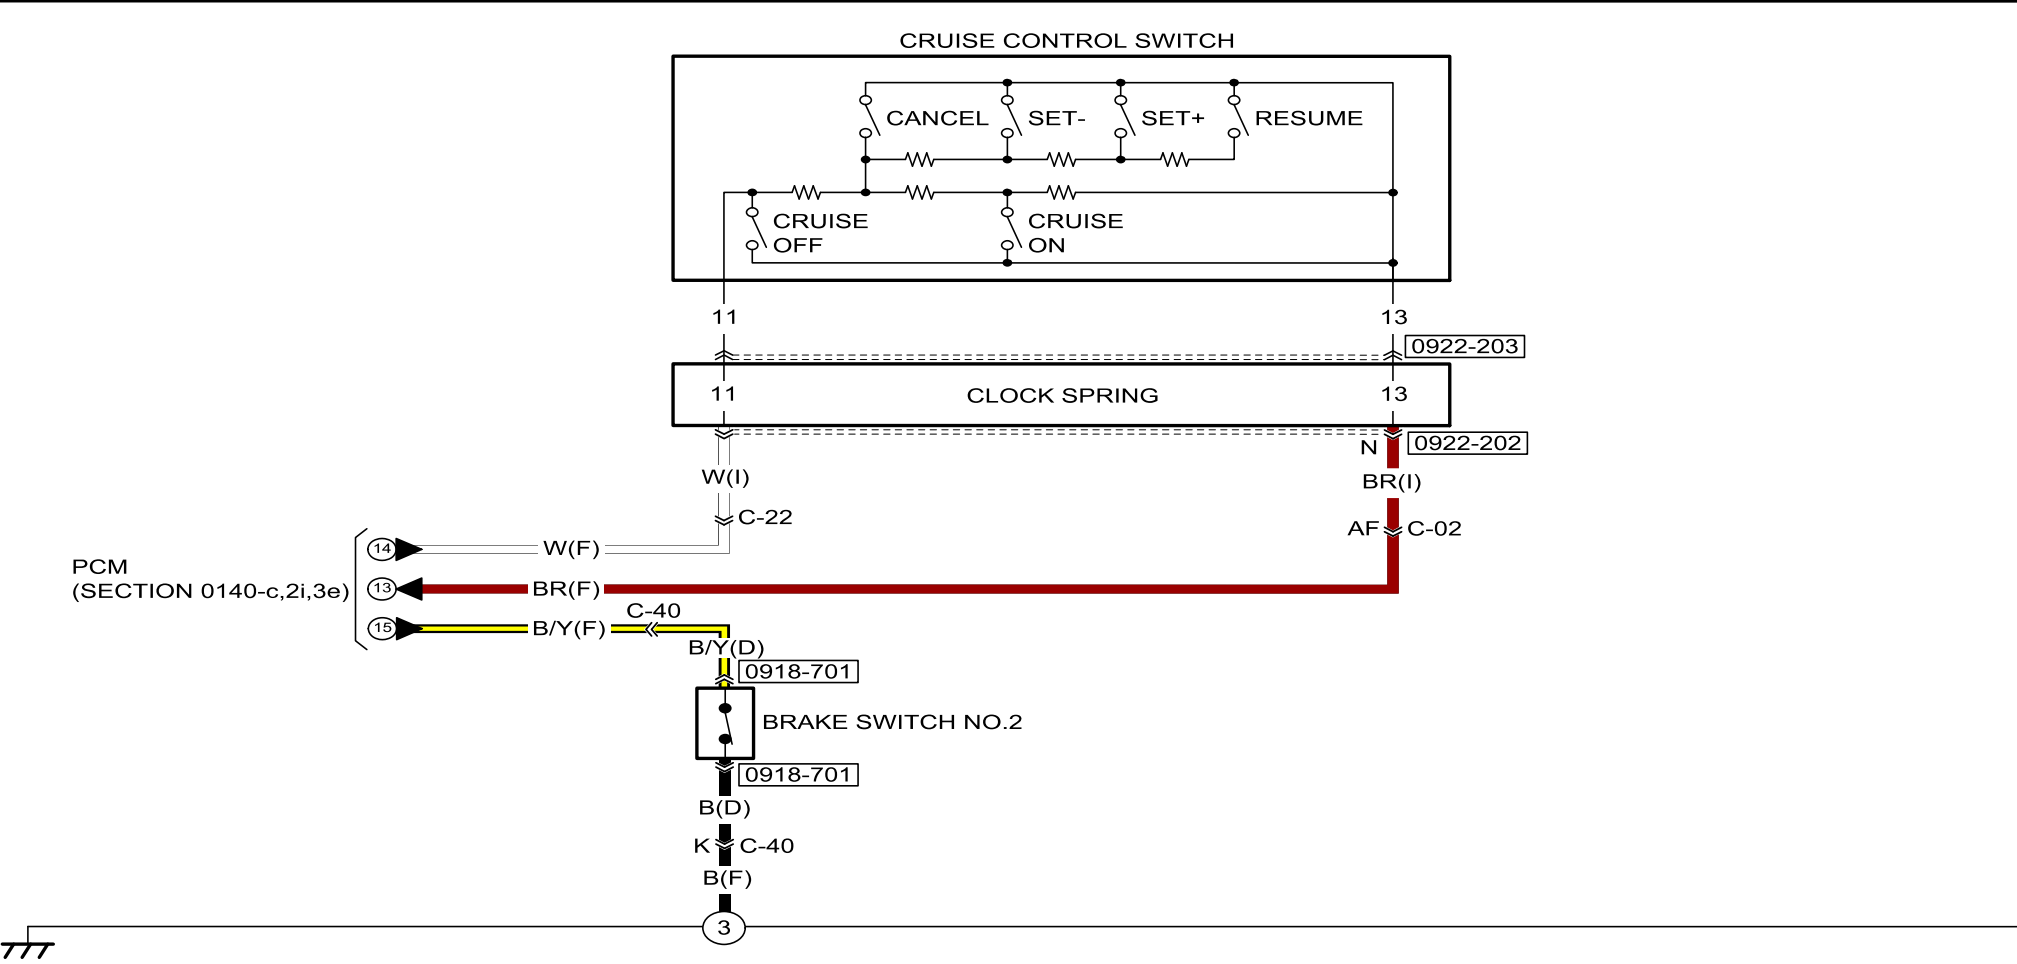 CRUISE CONTROL SWITCH
CANCEL SET- SET+ RESUME
CRUISE OFF
CRUISE ON
11 13
0922-203
11 CLOCK SPRING 13
N 0922-202
W(I) BR(I)
C-22
AF C-02
14 W(F)
PCM
(SECTION 0140-c,2i,3e)
13 BR(F)
C-40
15 B/Y(F)
B/Y(D)
0918-701
BRAKE SWITCH NO.2
0918-701
B(D)
K C-40
B(F)
3